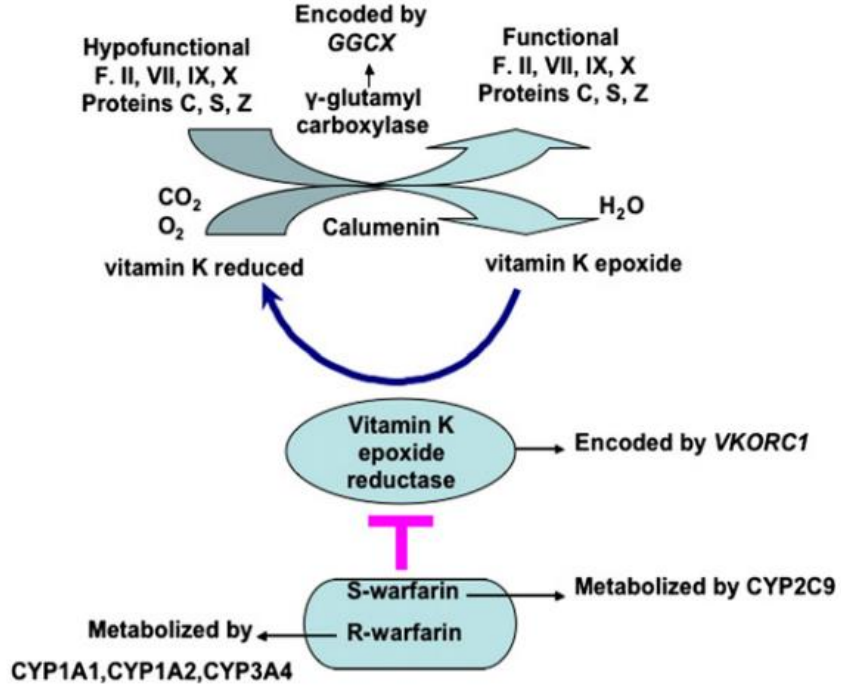 Encoded by
GGCX
Hypofunctional
F. II, VII, IX, X
Proteins C, S, Z
γ-glutamyl
carboxylase
Functional
F. II, VII, IX, X
Proteins C, S, Z
CO₂
O₂
Calumenin
H₂O
vitamin K reduced
vitamin K epoxide
Vitamin K
epoxide
reductase
Encoded by VKORC1
S-warfarin
Metabolized by CYP2C9
R-warfarin
Metabolized by
CYP1A1,CYP1A2,CYP3A4